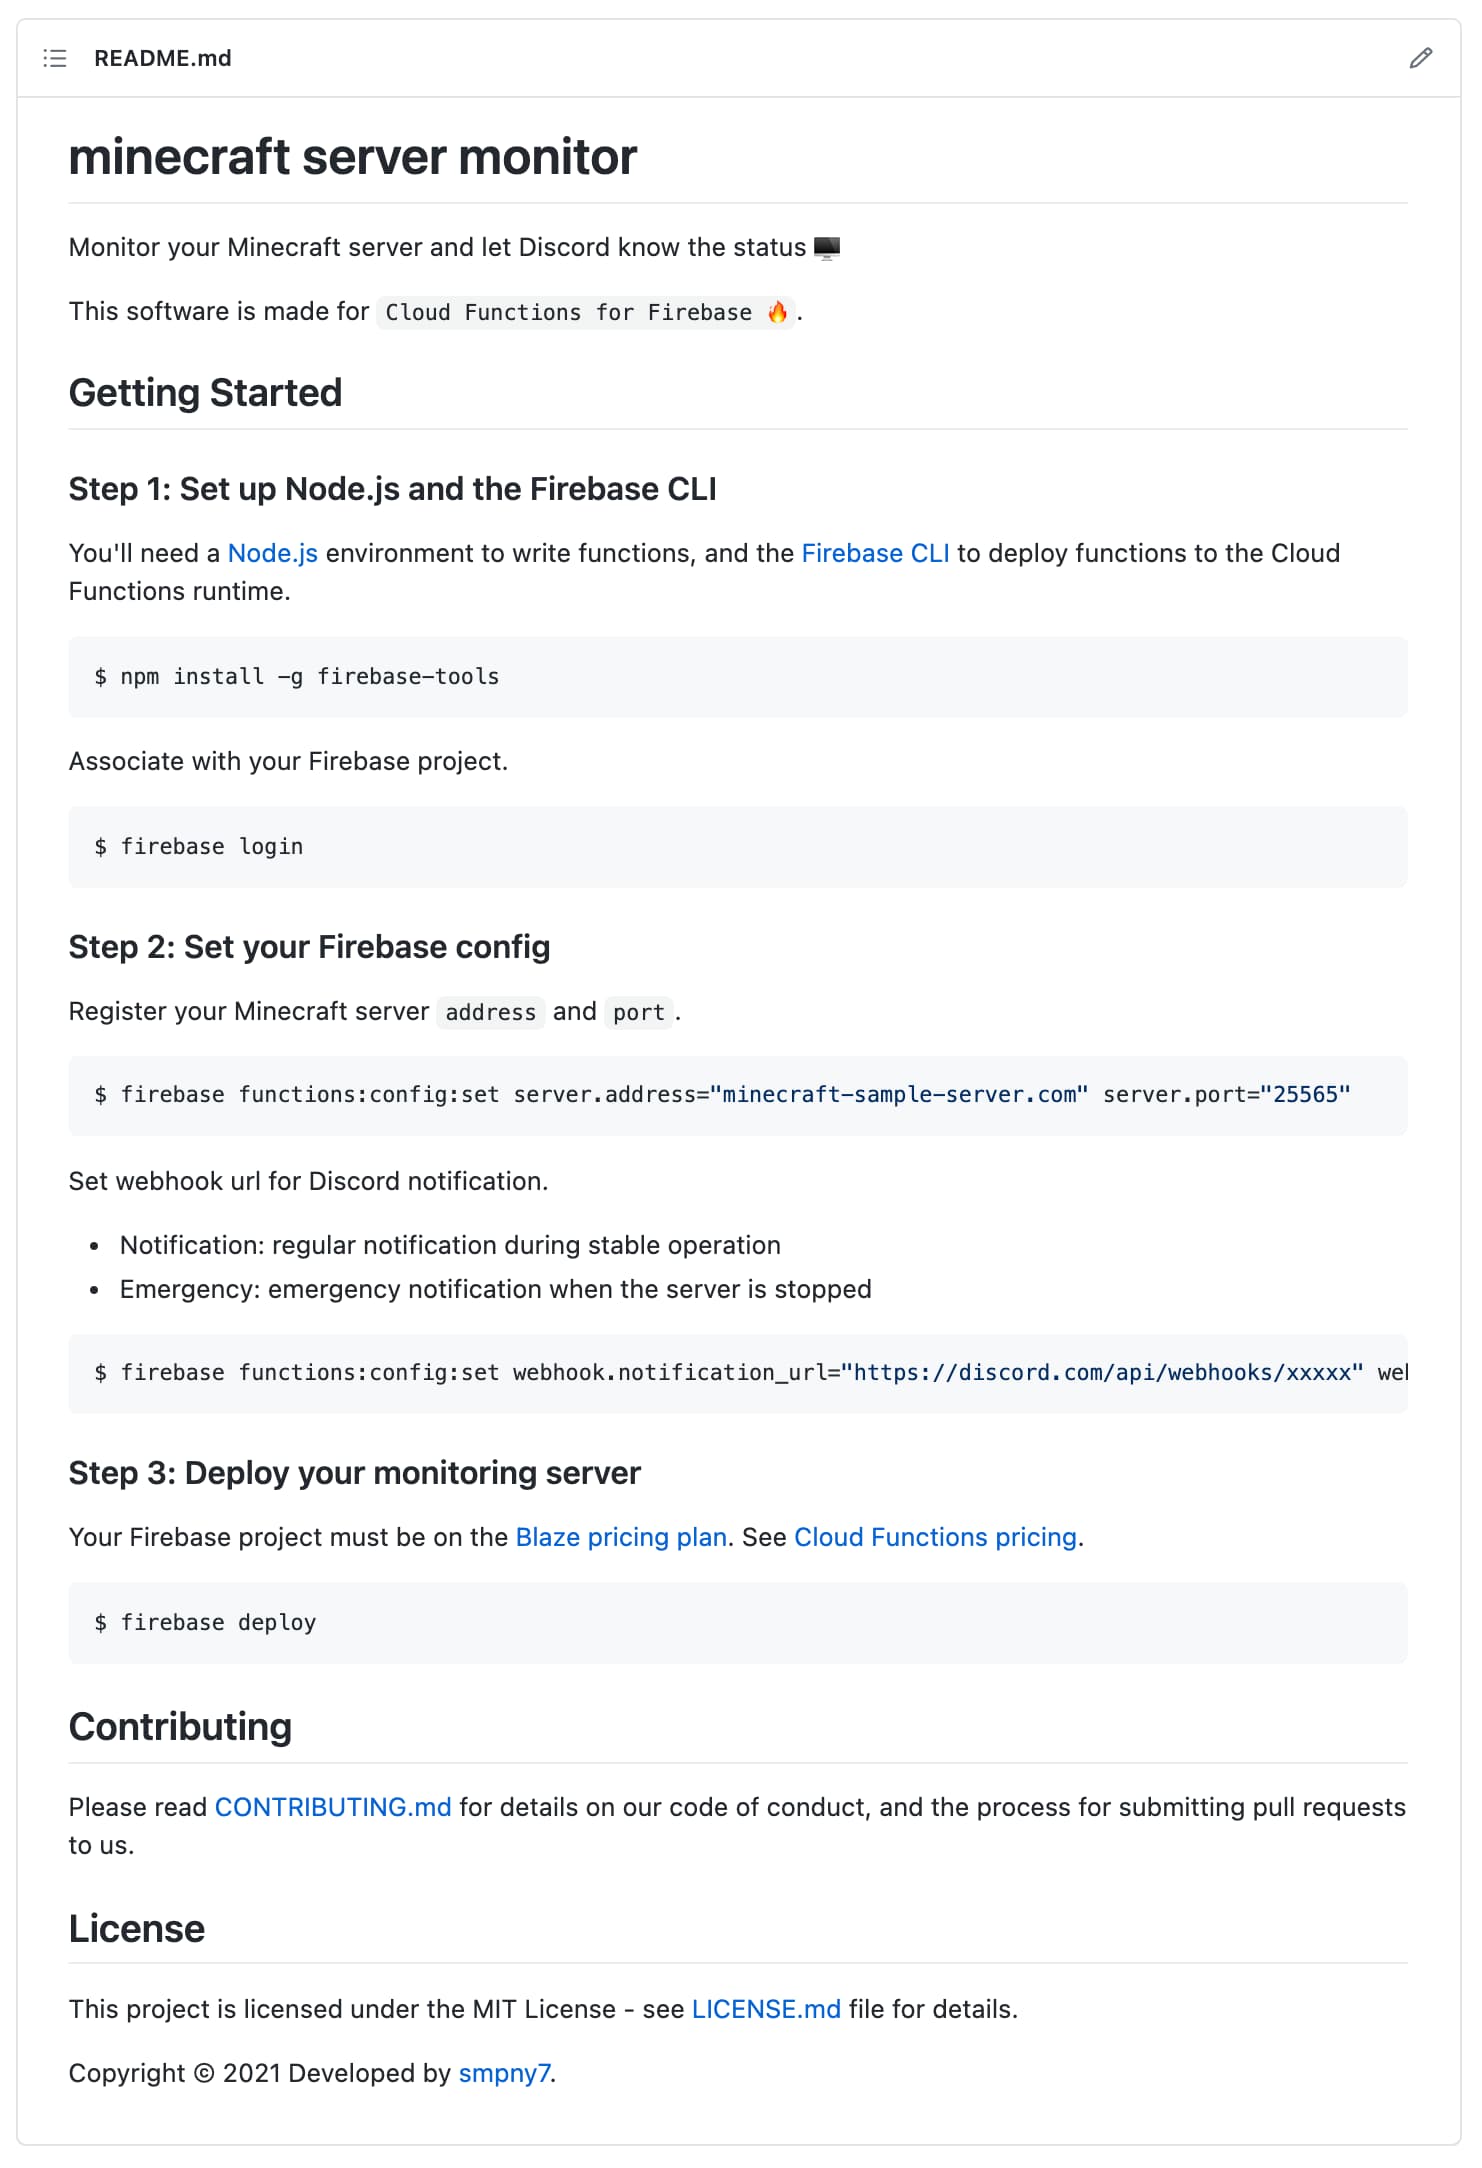 README.md
minecraft server monitor
Monitor your Minecraft server and let Discord know the status 🖥️
This software is made for Cloud Functions for Firebase 🔥.
Getting Started
Step 1: Set up Node.js and the Firebase CLI
You'll need a Node.js environment to write functions, and the Firebase CLI to deploy functions to the Cloud
Functions runtime.
$ npm install -g firebase-tools
Associate with your Firebase project.
$ firebase login
Step 2: Set your Firebase config
Register your Minecraft server address and port.
$ firebase functions:config:set server.address="minecraft-sample-server.com" server.port="25565"
Set webhook url for Discord notification.
• Notification: regular notification during stable operation
• Emergency: emergency notification when the server is stopped
$ firebase functions:config:set webhook.notification_url="https://discord.com/api/webhooks/xxxxx"
Step 3: Deploy your monitoring server
Your Firebase project must be on the Blaze pricing plan. See Cloud Functions pricing.
$ firebase deploy
Contributing
Please read CONTRIBUTING.md for details on our code of conduct, and the process for submitting pull requests
to us.
License
This project is licensed under the MIT License - see LICENSE.md file for details.
Copyright © 2021 Developed by smpny7.